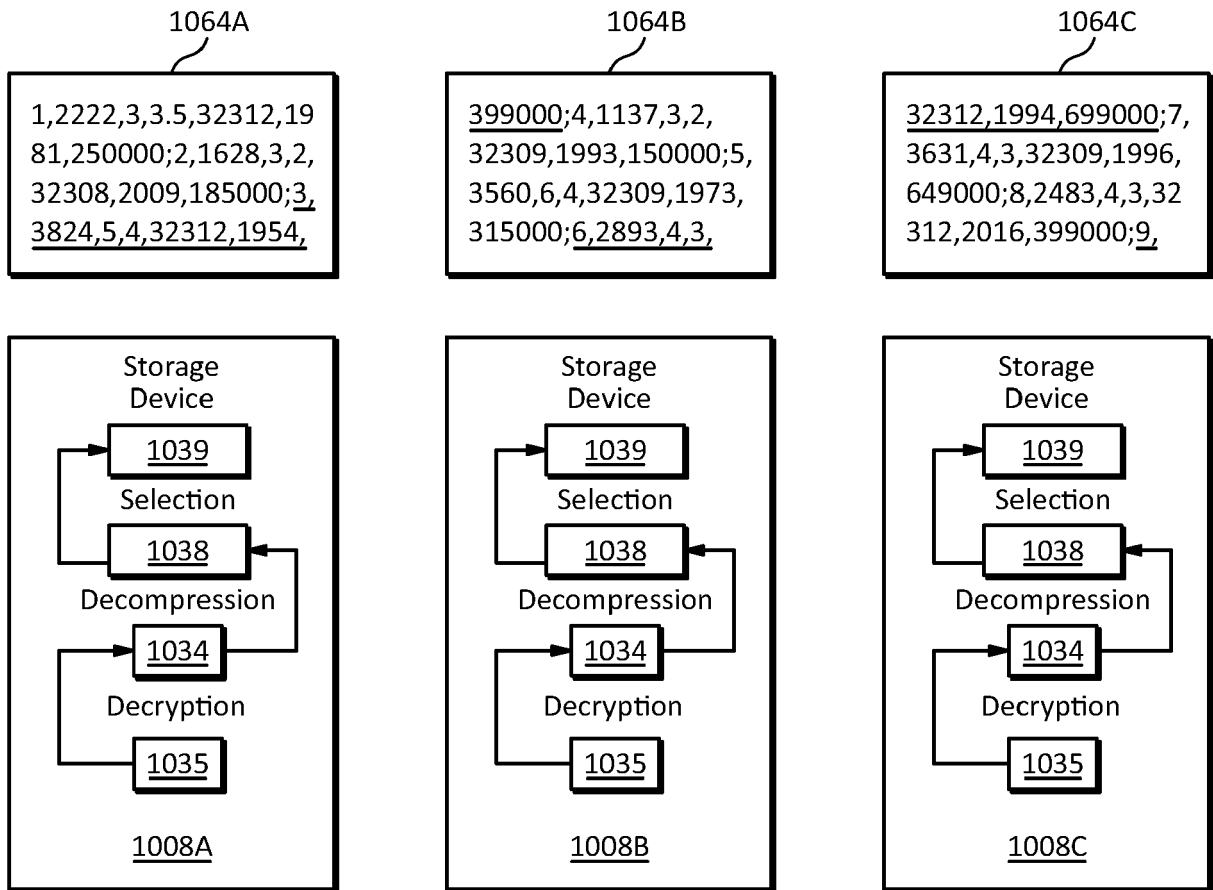 1064A
1,2222,3,3.5,32312,19
81,250000;2,1628,3,2,
32308,2009,185000;3,
3824,5,4,32312,1954,
1064B
399000;4,1137,3,2,
32309,1993,150000;5,
3560,6,4,32309,1973,
315000;6,2893,4,3,
1064C
32312,1994,699000;7,
3631,4,3,32309,1996,
649000;8,2483,4,3,32
312,2016,399000;9,
Storage
Device
1039
Selection
1038
Decompression
1034
Decryption
1035
1008A
Storage
Device
1039
Selection
1038
Decompression
1034
Decryption
1035
1008B
Storage
Device
1039
Selection
1038
Decompression
1034
Decryption
1035
1008C